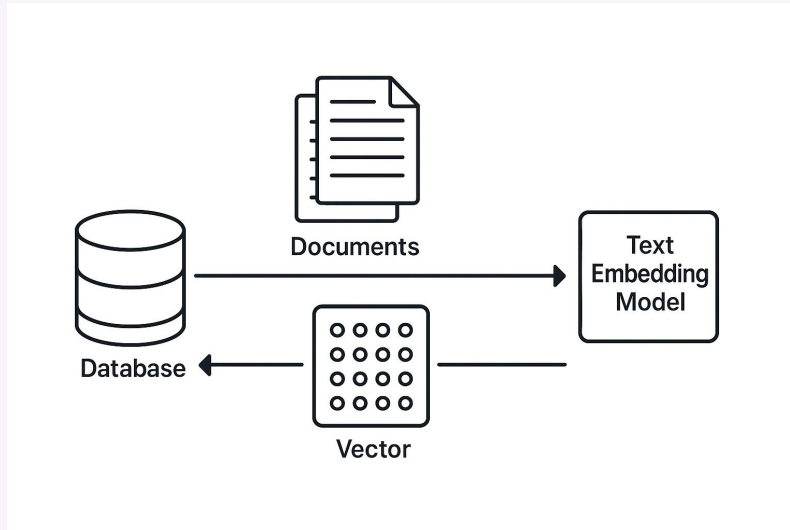 Documents
Text
Embedding
Model
Database
Vector